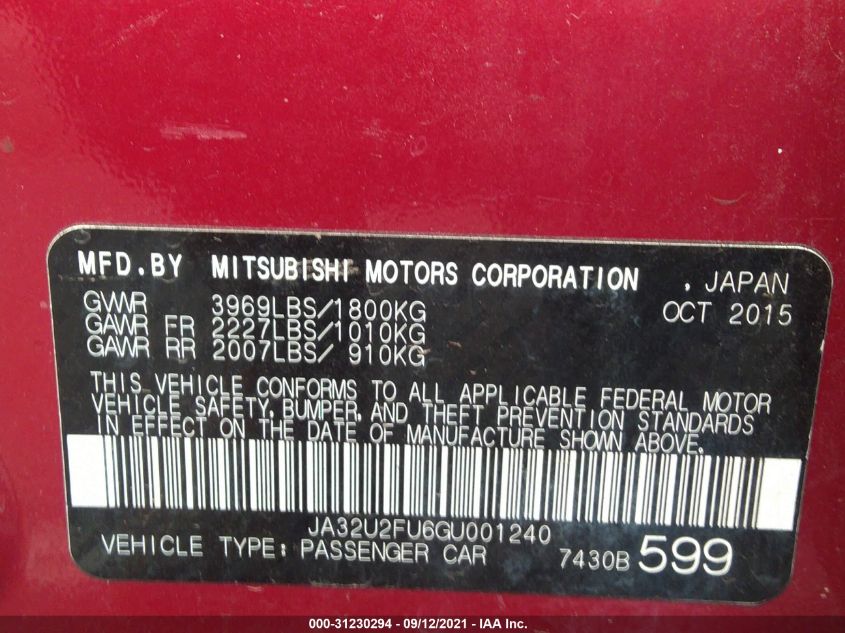 MFD.BY MITSUBISHI MOTORS CORPORATION , JAPAN
GVWR 3969LBS/1800KG OCT 2015
GAWR FR 2227LBS/1010KG
GAWR RR 2007LBS/ 910KG
THIS VEHICLE CONFORMS TO ALL APPLICABLE FEDERAL MOTOR
VEHICLE SAFETY, BUMPER, AND THEFT PREVENTION STANDARDS
IN EFFECT ON THE DATE OF MANUFACTURE SHOWN ABOVE.
JA32U2FU6GU001240
VEHICLE TYPE: PASSENGER CAR 7430B 599
000-31230294 - 09/12/2021 - IAA Inc.